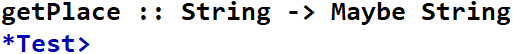 getPlace :: String -> Maybe String
*Test>